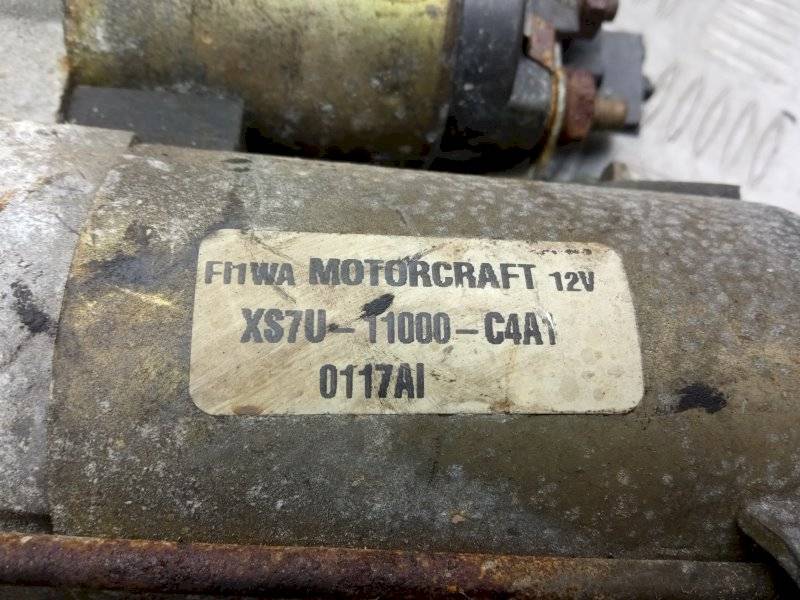 FI1WA MOTORCRAFT 12V
XS7U-11000-C4A1
0117AI